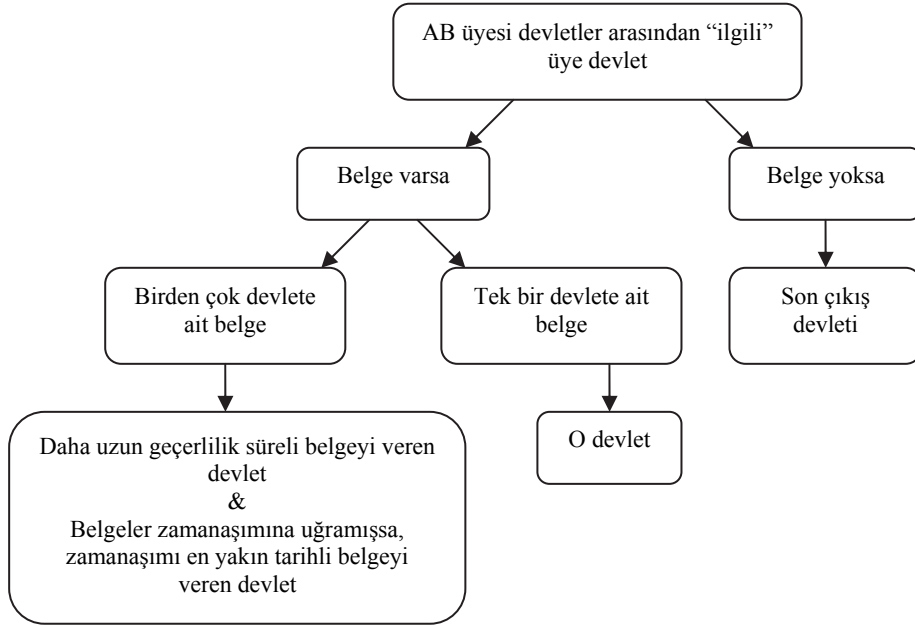 AB üyesi devletler arasından “ilgili”
üye devlet
Belge varsa
Belge yoksa
Birden çok devlete
ait belge
Tek bir devlete ait
belge
Son çıkış
devleti
Daha uzun geçerlilik süreli belgeyi veren
devlet
&
Belgeler zamanaşımına uğramışsa,
zamanaşımı en yakın tarihli belgeyi
veren devlet
O devlet